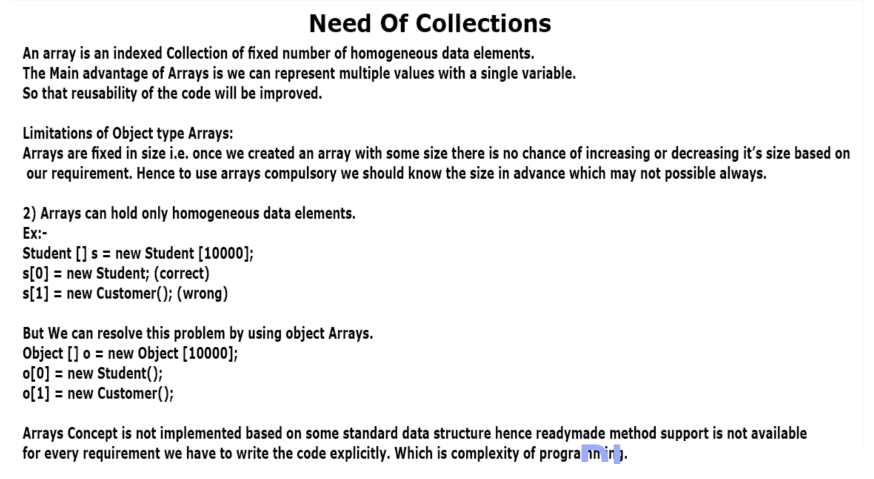 Need Of Collections
An array is an indexed Collection of fixed number of homogeneous data elements.
The Main advantage of Arrays is we can represent multiple values with a single variable.
So that reusability of the code will be improved.
Limitations of Object type Arrays:
Arrays are fixed in size i.e. once we created an array with some size there is no chance of increasing or decreasing it's size based on
our requirement. Hence to use arrays compulsory we should know the size in advance which may not possible always.
2) Arrays can hold only homogeneous data elements.
Ex:-
Student [] s = new Student [10000];
s[0] = new Student; (correct)
s[1] = new Customer(); (wrong)
But We can resolve this problem by using object Arrays.
Object [] o = new Object [10000];
o[0] = new Student();
o[1] = new Customer();
Arrays Concept is not implemented based on some standard data structure hence readymade method support is not available
for every requirement we have to write the code explicitly. Which is complexity of programming.